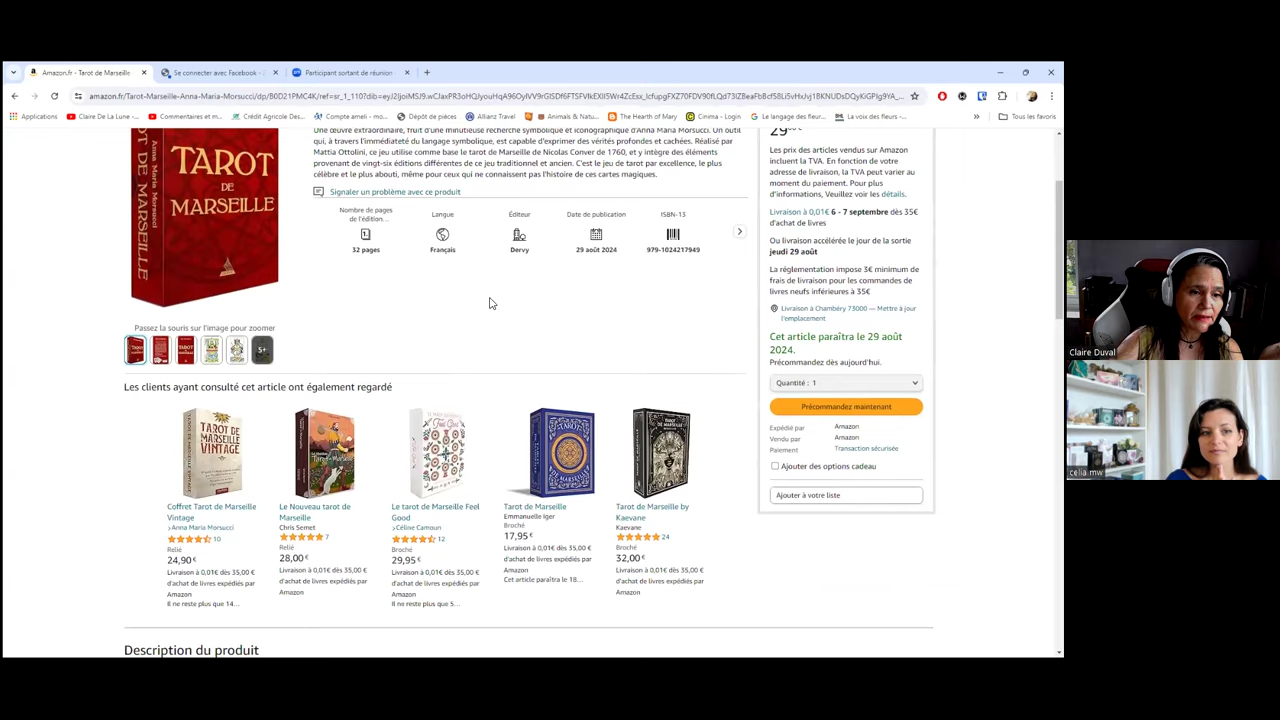 Amazon.fr - Tarot de Marseille
Se connecter avec Facebook -
Participant sortant de réunion
Applications
Claire De La Lune -...
Commentaires et m...
Crédit Agricole Des...
Dépôt de pièces
Allianz Travel
Animals & Natu...
The Hearth of Mary
Compte ameli - mo...
Cinima - Login
Le langage des fleur...
La voix des fleurs -...
Tous les favoris
Anna Maria Morsucci
TAROT DE MARSEILLE
TAROT
DE
MARSEILLE
Une œuvre extraordinaire, fruit d'une minutieuse recherche symbolique et iconographique d'Anna Maria Morsucci. Un outil
qui, à travers l'immédiateté du langage symbolique, est capable d'exprimer des vérités profondes et cachées. Réalisé par
Mattia Ottolini, ce jeu utilise comme base le tarot de Marseille de Nicolas Conver de 1760, et y intègre des éléments
provenant de vingt-six éditions différentes de ce jeu traditionnel et ancien. C'est le jeu de tarot par excellence, le plus
célèbre et le plus abouti, même pour ceux qui ne connaissent pas l'histoire de ces cartes magiques.
Signaler un problème avec ce produit
Nombre de pages
de l'édition...
32 pages
Langue
Français
Éditeur
Dervy
Date de publication
29 août 2024
ISBN-13
979-1024217949
Passez la souris sur l'image pour zoomer
5+
Les clients ayant consulté cet article ont également regardé
Coffret Tarot de Marseille
Vintage
›Anna Maria Morsucci
10
Relié
24,90€
Livraison à 0,01€ dès 35,00 €
d'achat de livres expédiés par
Amazon
Il ne reste plus que 14...
Le Nouveau tarot de
Marseille
Chris Semet
7
Relié
28,00€
Livraison à 0,01€ dès 35,00 €
d'achat de livres expédiés par
Amazon
Le tarot de Marseille Feel
Good
›Céline Camoun
12
Broché
29,95€
Livraison à 0,01€ dès 35,00 €
d'achat de livres expédiés par
Amazon
Il ne reste plus que 5...
Tarot de Marseille
Emmanuelle Iger
Broché
17,95€
Livraison à 0,01€ dès 35,00 €
d'achat de livres expédiés par
Amazon
Cet article paraîtra le 18...
Tarot de Marseille by
Kaevane
Kaevane
24
Broché
32,00€
Livraison à 0,01€ dès 35,00 €
d'achat de livres expédiés par
Amazon
Description du produit
Les prix des articles vendus sur Amazon
incluent la TVA. En fonction de votre
adresse de livraison, la TVA peut varier au
moment du paiement. Pour plus
d'informations, Veuillez voir les détails.
Livraison à 0,01€ 6 - 7 septembre dès 35€
d'achat de livres
Ou livraison accélérée le jour de la sortie
jeudi 29 août
La réglementation impose 3€ minimum de
frais de livraison pour les commandes de
livres neufs inférieures à 35€
Livraison à Chambéry 73000 — Mettre à jour
l'emplacement
Cet article paraîtra le 29 août
2024.
Précommandez dès aujourd'hui.
Quantité : 1
Précommandez maintenant
Expédié par Amazon
Vendu par Amazon
Paiement Transaction sécurisée
Ajouter des options cadeau
Ajouter à votre liste
Claire Duval
celia mw